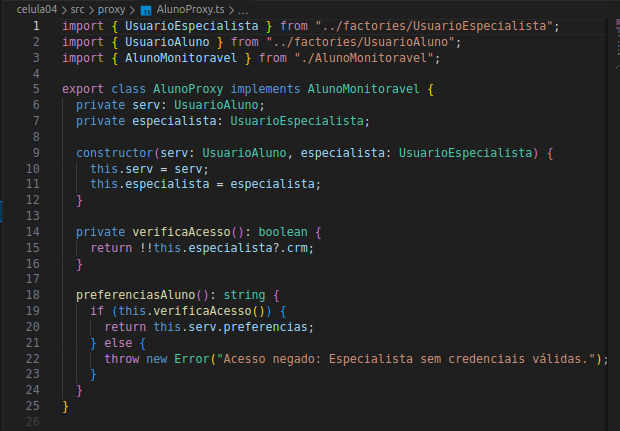 celula04 > src > proxy > AlunoProxy.ts > ...
1 import { UsuarioEspecialista } from "../factories/UsuarioEspecialista";
2 import { UsuarioAluno } from "../factories/UsuarioAluno";
3 import { AlunoMonitoravel } from "./AlunoMonitoravel";
4
5 export class AlunoProxy implements AlunoMonitoravel {
6   private serv: UsuarioAluno;
7   private especialista: UsuarioEspecialista;
8
9   constructor(serv: UsuarioAluno, especialista: UsuarioEspecialista) {
10     this.serv = serv;
11     this.especialista = especialista;
12   }
13
14   private verificaAcesso(): boolean {
15     return !!this.especialista?.crm;
16   }
17
18   preferenciasAluno(): string {
19     if (this.verificaAcesso()) {
20       return this.serv.preferencias;
21     } else {
22       throw new Error("Acesso negado: Especialista sem credenciais válidas.");
23     }
24   }
25 }
26